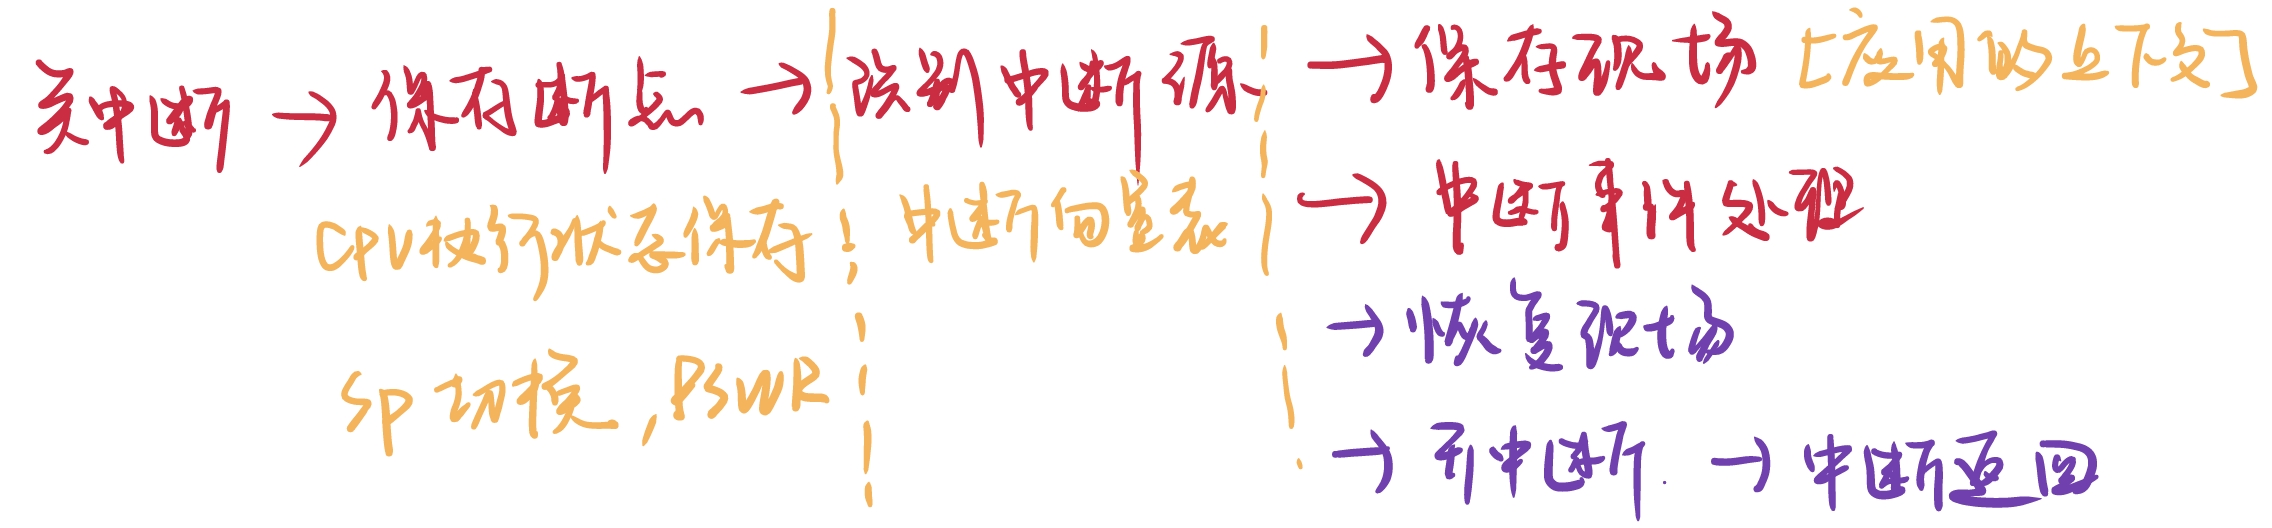 关中断 → 保存断点 → 识别中断源 → 保存现场 [应用的上下文]
CPU执行状态保存
中断向量表
→ 中断事件处理
SP切换, PSWR
→ 恢复现场
→ 开中断. → 中断返回